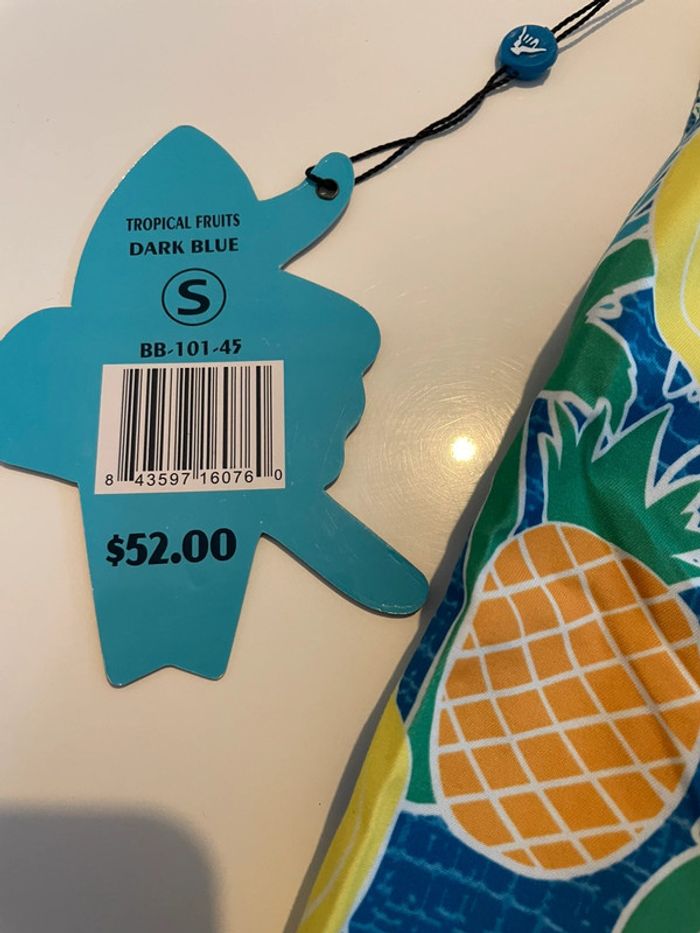 TROPICAL FRUITS
DARK BLUE
S
BB-101-45
8 43597 16076 0
$52.00